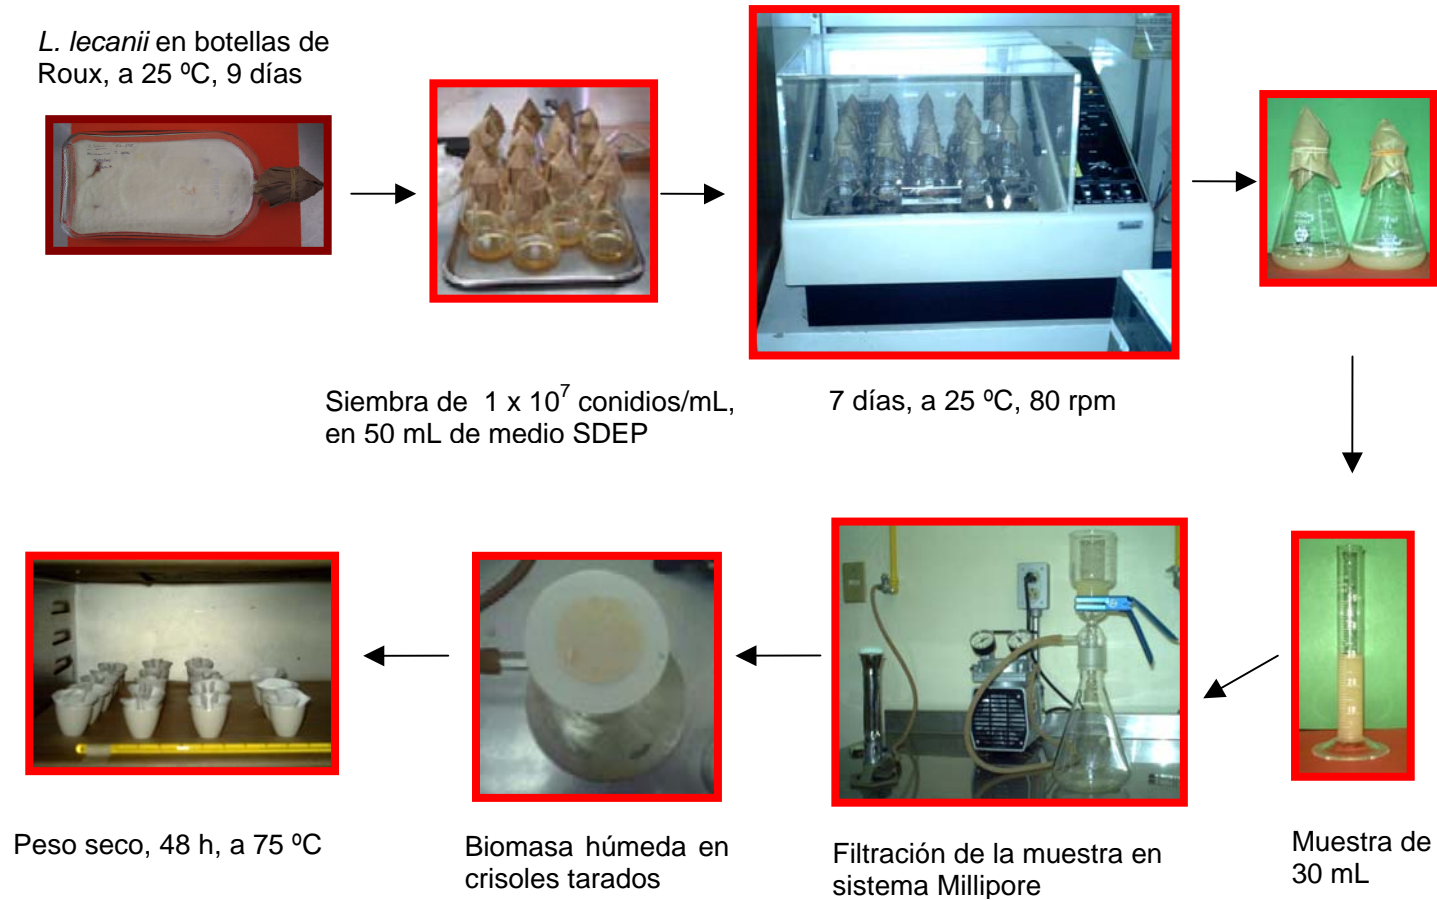 L. lecanii en botellas de
Roux, a 25 ºC, 9 días
Siembra de 1 x 10⁷ conidios/mL,
en 50 mL de medio SDEP
7 días, a 25 ºC, 80 rpm
Muestra de
30 mL
Filtración de la muestra en
sistema Millipore
Biomasa húmeda en
crisoles tarados
Peso seco, 48 h, a 75 ºC